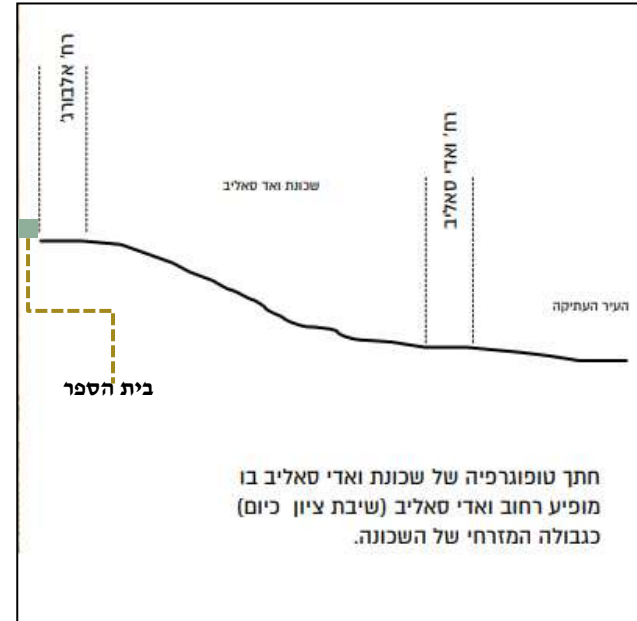 רח' אלבורג'
רח' ואדי סאליב
שכונת ואד סאליב
העיר העתיקה
בית הספר
חתך טופוגרפיה של שכונת ואדי סאליב בו
מופיע רחוב ואדי סאליב (שיבת ציון כיום)
כגבולה המזרחי של השכונה.